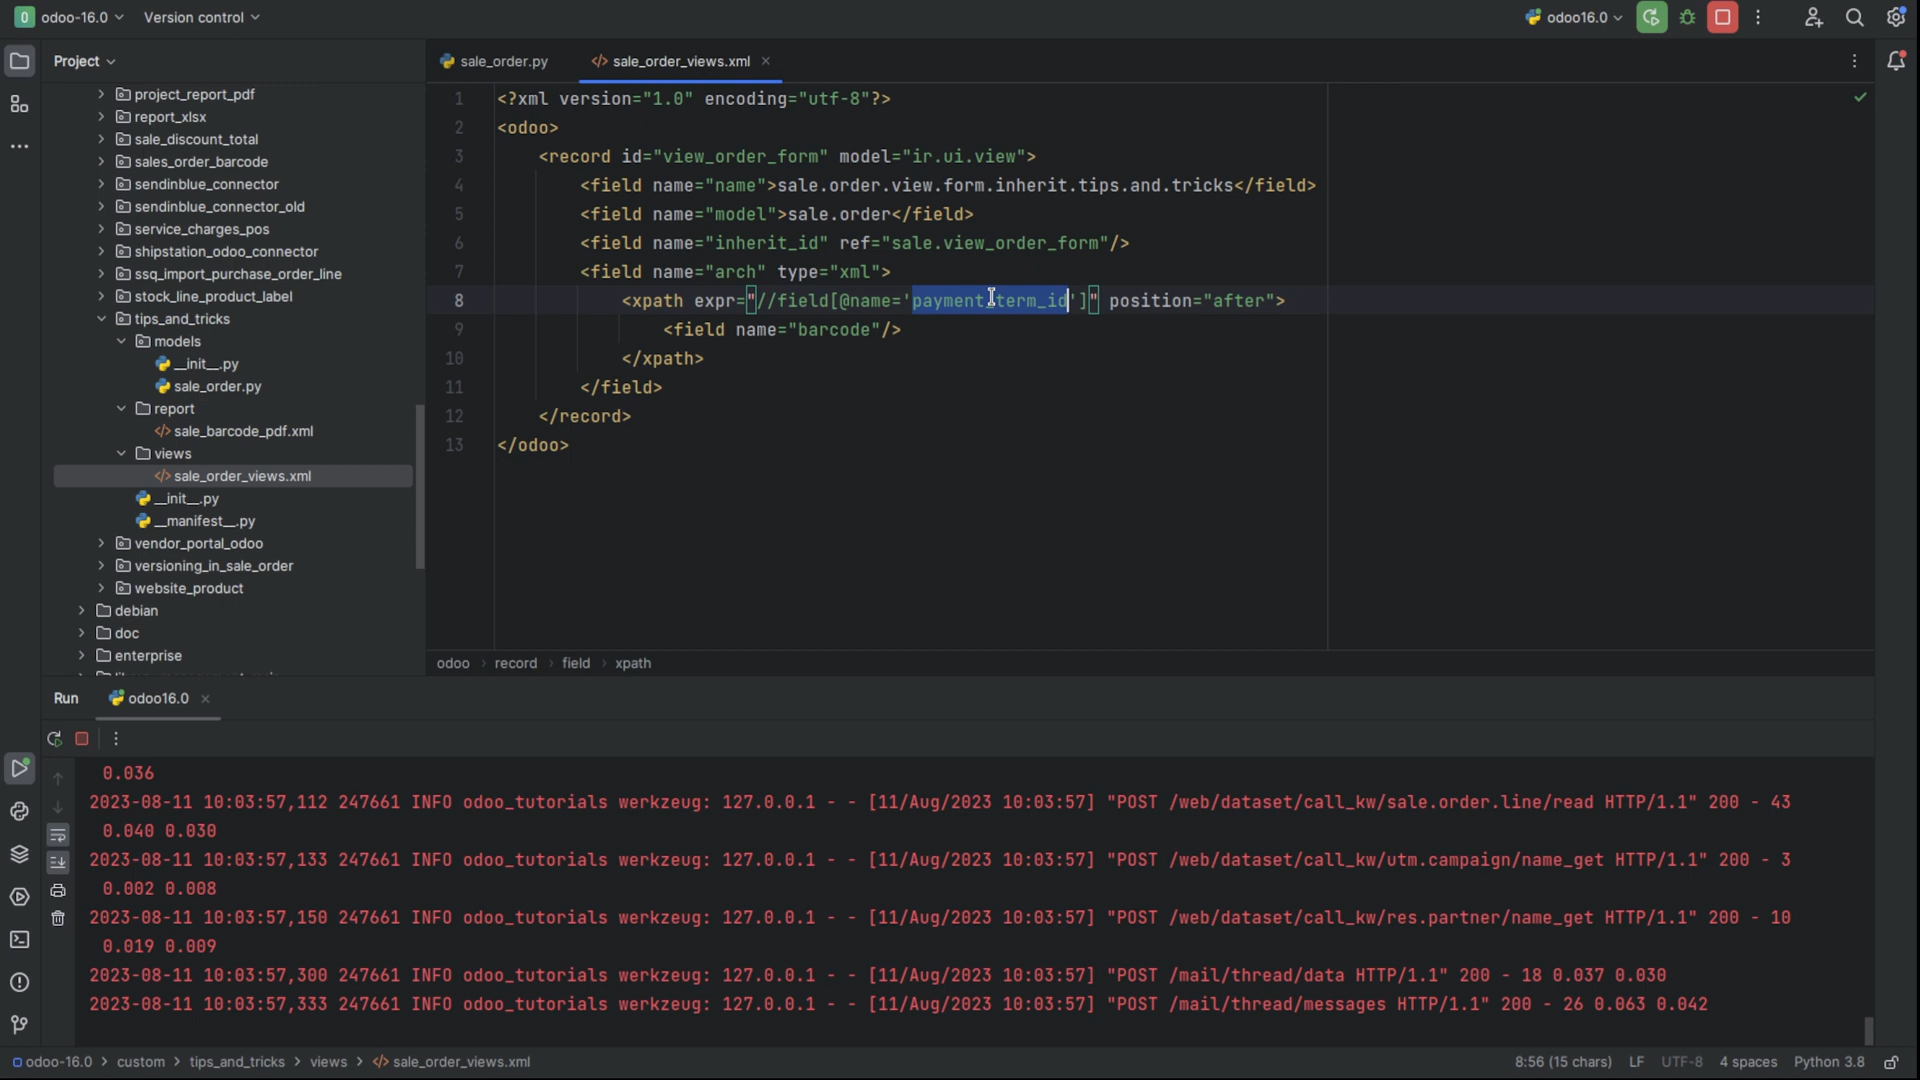 odoo-16.0
Version control
odoo16.0
Project
sale_order.py
sale_order_views.xml
project_report_pdf
report_xlsx
sale_discount_total
sales_order_barcode
sendinblue_connector
sendinblue_connector_old
service_charges_pos
shipstation_odoo_connector
ssq_import_purchase_order_line
stock_line_product_label
tips_and_tricks
models
__init__.py
sale_order.py
report
sale_barcode_pdf.xml
views
sale_order_views.xml
__init__.py
__manifest__.py
vendor_portal_odoo
versioning_in_sale_order
website_product
debian
doc
enterprise
1 <?xml version="1.0" encoding="utf-8"?>
2 <odoo>
3 <record id="view_order_form" model="ir.ui.view">
4 <field name="name">sale.order.view.form.inherit.tips.and.tricks</field>
5 <field name="model">sale.order</field>
6 <field name="inherit_id" ref="sale.view_order_form"/>
7 <field name="arch" type="xml">
8 <xpath expr="//field[@name='payment_term_id']" position="after">
9 <field name="barcode"/>
10 </xpath>
11 </field>
12 </record>
13 </odoo>
odoo › record › field › xpath
Run odoo16.0
0.036
2023-08-11 10:03:57,112 247661 INFO odoo_tutorials werkzeug: 127.0.0.1 - - [11/Aug/2023 10:03:57] "POST /web/dataset/call_kw/sale.order.line/read HTTP/1.1" 200 - 43
0.040 0.030
2023-08-11 10:03:57,133 247661 INFO odoo_tutorials werkzeug: 127.0.0.1 - - [11/Aug/2023 10:03:57] "POST /web/dataset/call_kw/utm.campaign/name_get HTTP/1.1" 200 - 3
0.002 0.008
2023-08-11 10:03:57,150 247661 INFO odoo_tutorials werkzeug: 127.0.0.1 - - [11/Aug/2023 10:03:57] "POST /web/dataset/call_kw/res.partner/name_get HTTP/1.1" 200 - 10
0.019 0.009
2023-08-11 10:03:57,300 247661 INFO odoo_tutorials werkzeug: 127.0.0.1 - - [11/Aug/2023 10:03:57] "POST /mail/thread/data HTTP/1.1" 200 - 18 0.037 0.030
2023-08-11 10:03:57,333 247661 INFO odoo_tutorials werkzeug: 127.0.0.1 - - [11/Aug/2023 10:03:57] "POST /mail/thread/messages HTTP/1.1" 200 - 26 0.063 0.042
odoo-16.0 › custom › tips_and_tricks › views › sale_order_views.xml
8:56 (15 chars) LF UTF-8 4 spaces Python 3.8